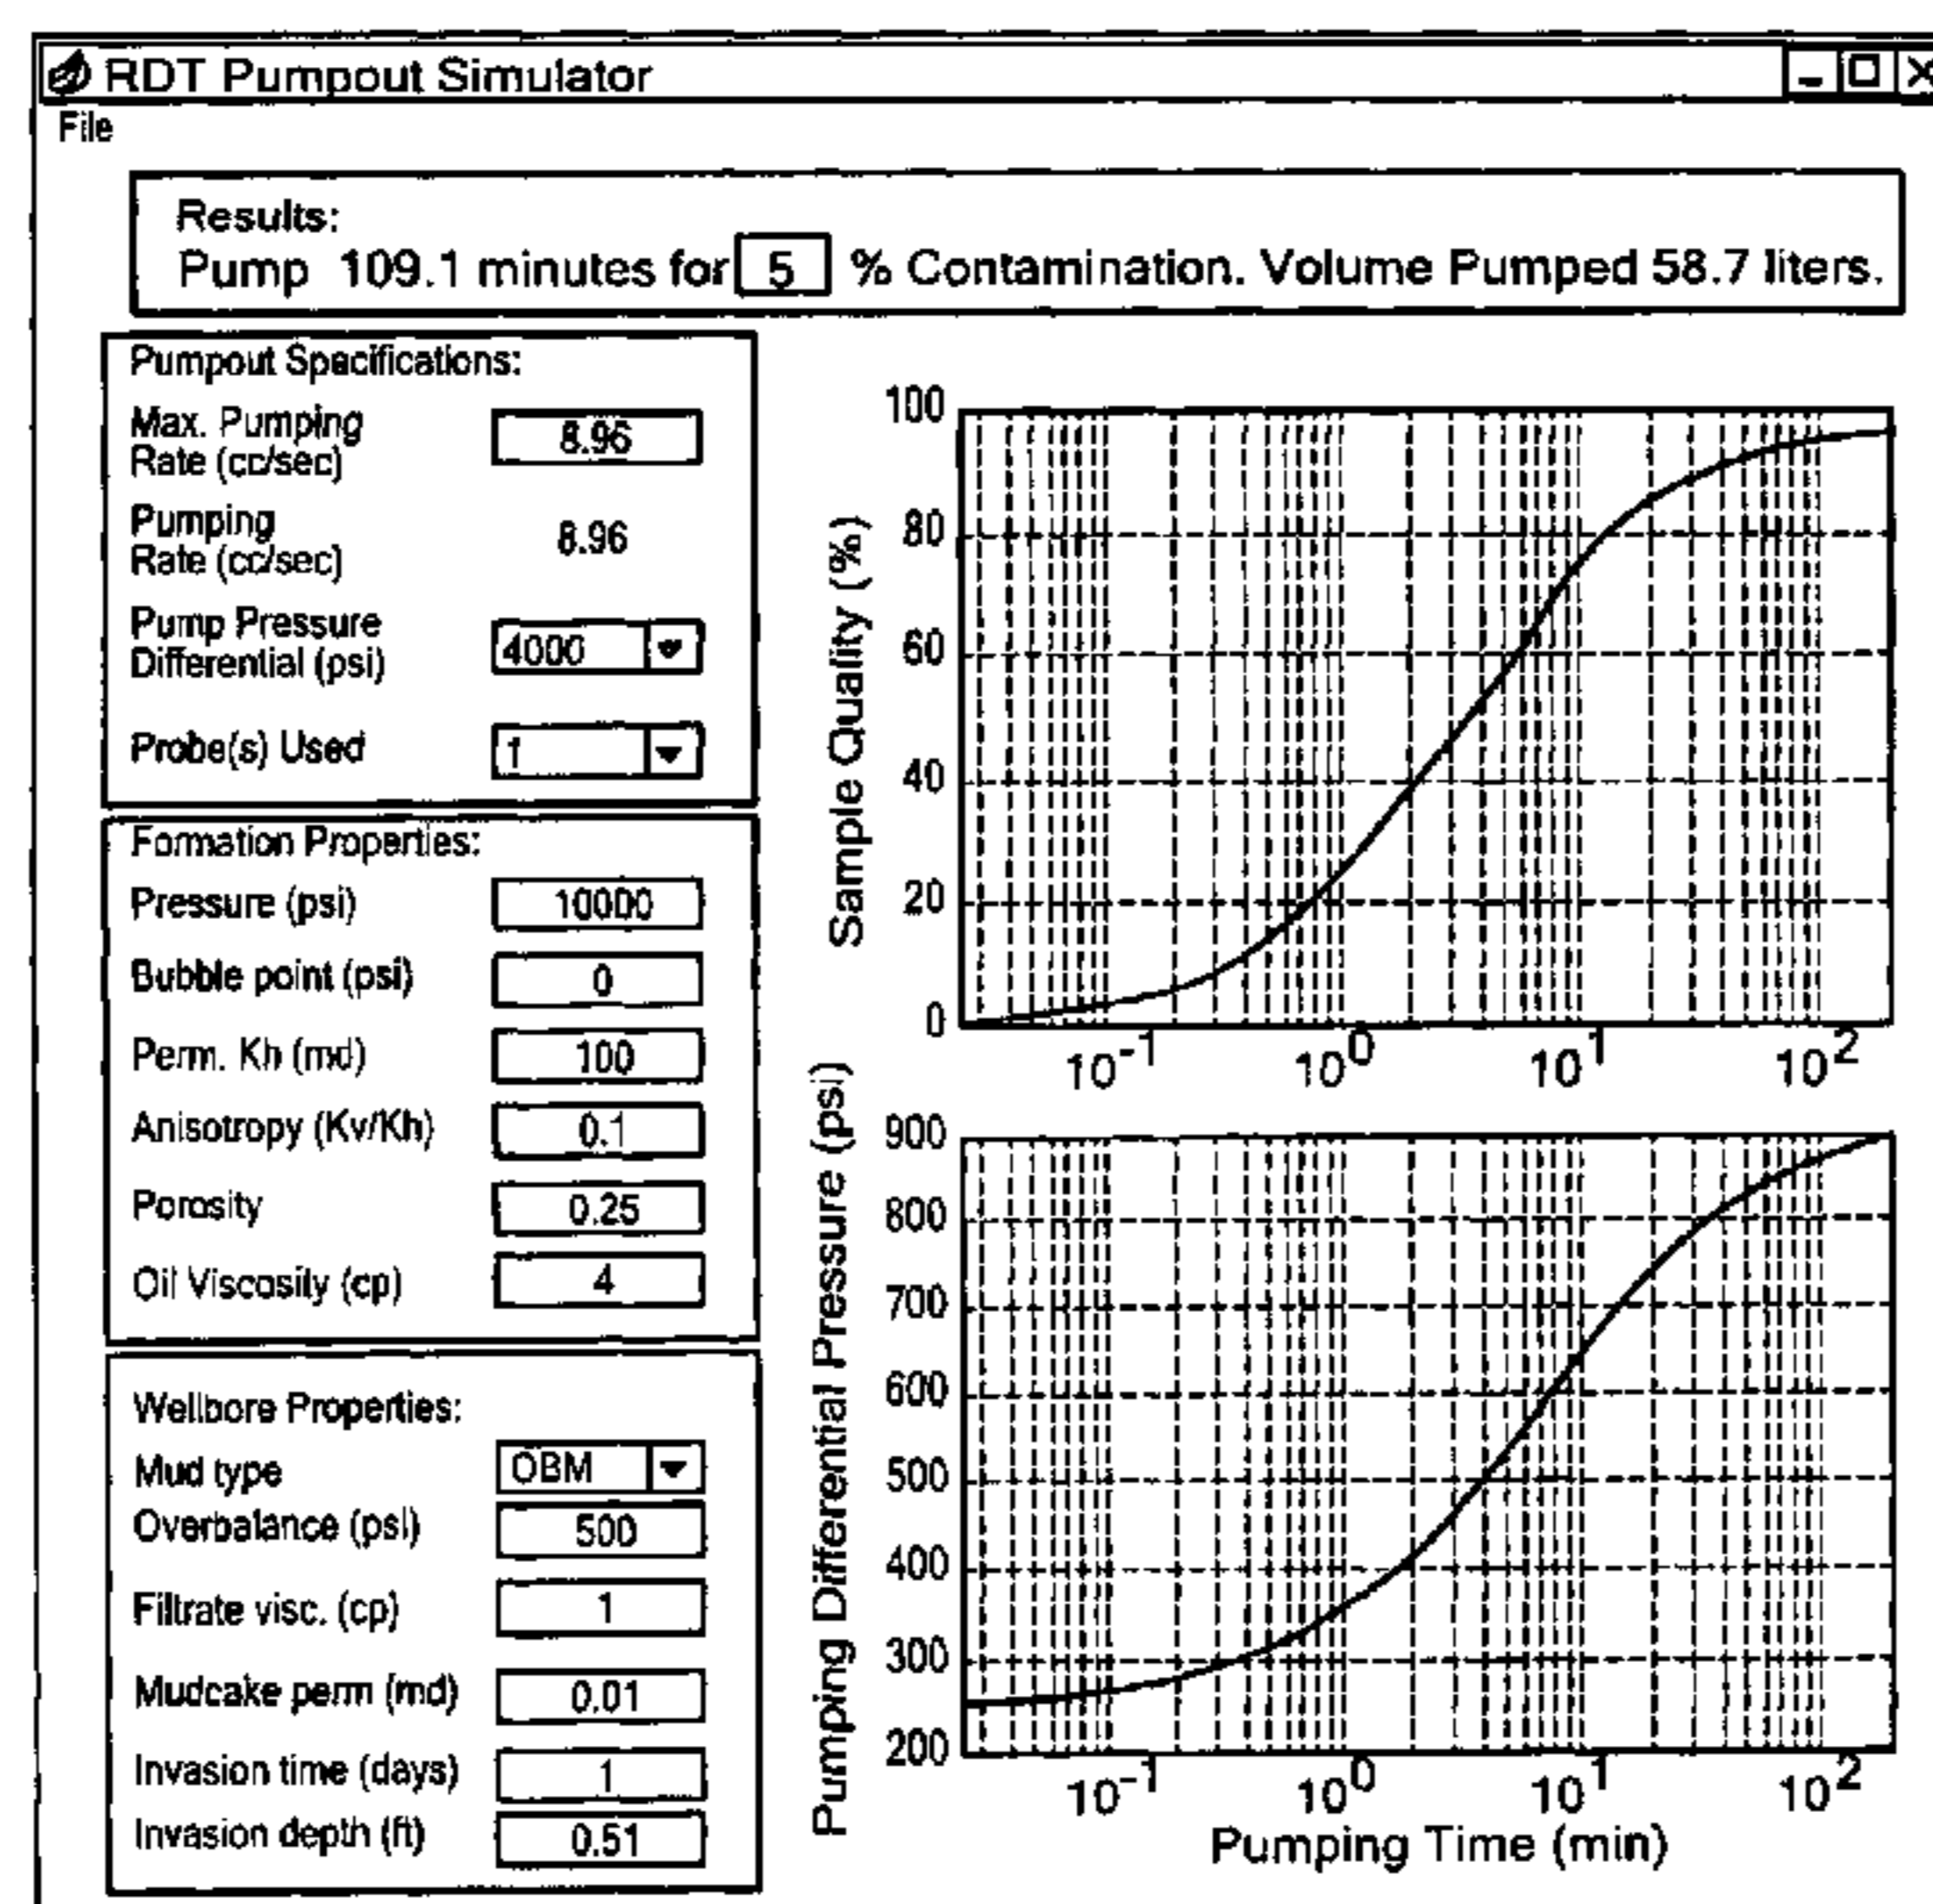 RDT Pumpout Simulator
File
Results:
Pump 109.1 minutes for 5 % Contamination. Volume Pumped 58.7 liters.
Pumpout Specifications:
Max. Pumping
Rate (cc/sec)
8.96
Pumping
Rate (cc/sec)
8.96
Pump Pressure
Differential (psi)
4000
Probe(s) Used
1
Formation Properties:
Pressure (psi)
10000
Bubble point (psi)
0
Perm. Kh (md)
100
Anisotropy (Kv/Kh)
0.1
Porosity
0.25
Oil Viscosity (cp)
4
Wellbore Properties:
Mud type
OBM
Overbalance (psi)
500
Filtrate visc. (cp)
1
Mudcake perm (md)
0.01
Invasion time (days)
1
Invasion depth (ft)
0.51
Sample Quality (%)
100
80
60
40
20
0
10⁻¹ 10⁰ 10¹ 10²
Pumping Differential Pressure (psi)
900
800
700
600
500
400
300
200
10⁻¹ 10⁰ 10¹ 10²
Pumping Time (min)